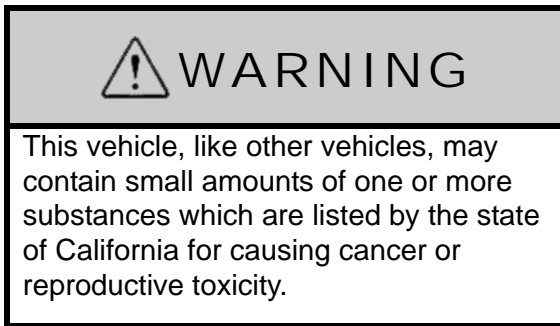 WARNING
This vehicle, like other vehicles, may
contain small amounts of one or more
substances which are listed by the state
of California for causing cancer or
reproductive toxicity.